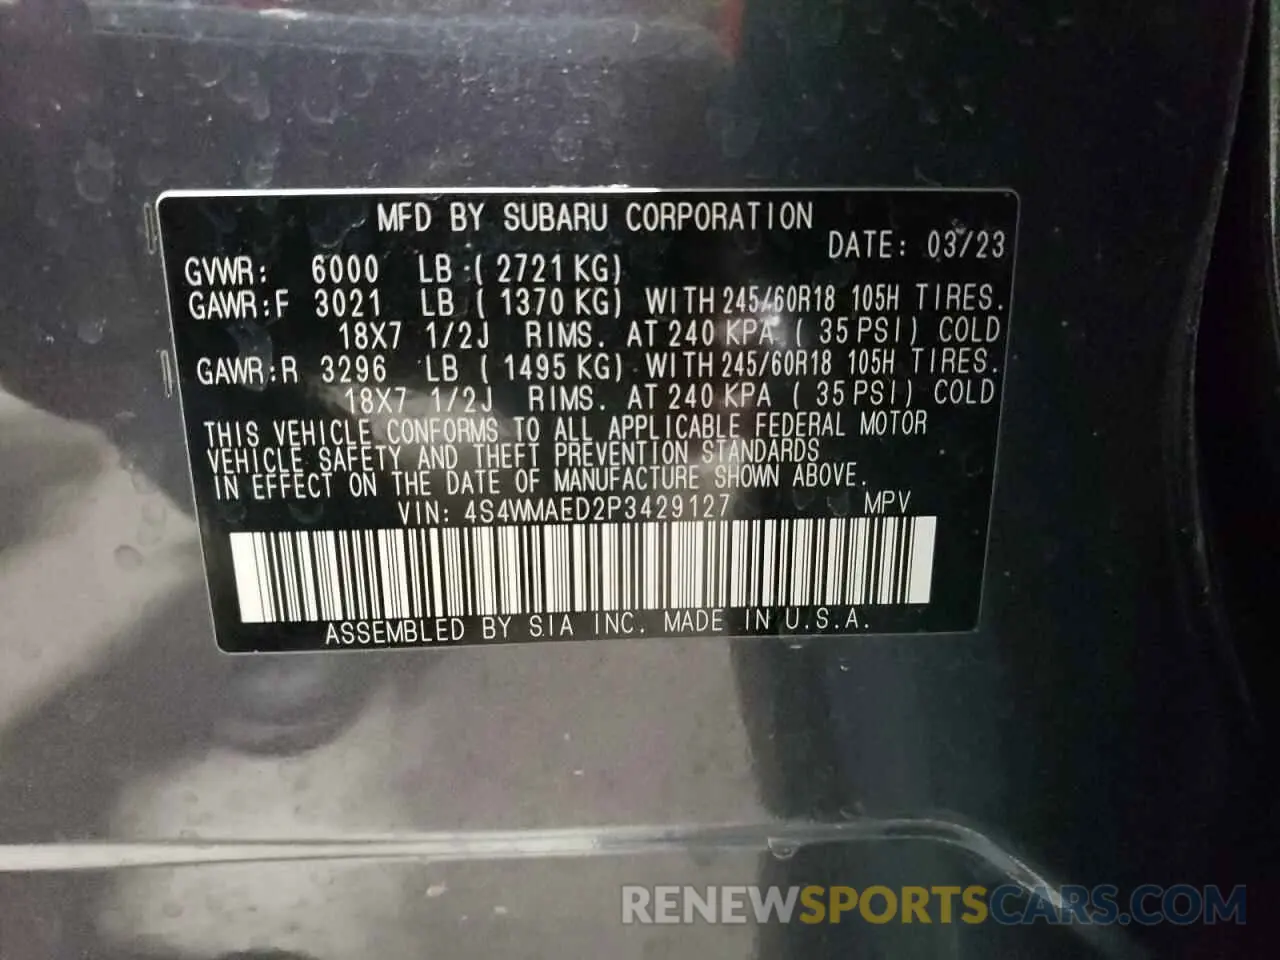 MFD BY SUBARU CORPORATION
DATE: 03/23
GVWR: 6000 LB ( 2721 KG)
GAWR:F 3021 LB ( 1370 KG) WITH 245/60R18 105H TIRES.
18X7 1/2J RIMS. AT 240 KPA ( 35 PSI) COLD
GAWR:R 3296 LB ( 1495 KG) WITH 245/60R18 105H TIRES.
18X7 1/2J RIMS. AT 240 KPA ( 35 PSI) COLD
THIS VEHICLE CONFORMS TO ALL APPLICABLE FEDERAL MOTOR
VEHICLE SAFETY AND THEFT PREVENTION STANDARDS
IN EFFECT ON THE DATE OF MANUFACTURE SHOWN ABOVE.
VIN: 4S4WMAED2P3429127 MPV
ASSEMBLED BY SIA INC. MADE IN U.S.A.
RENEWSPORTSCARS.COM